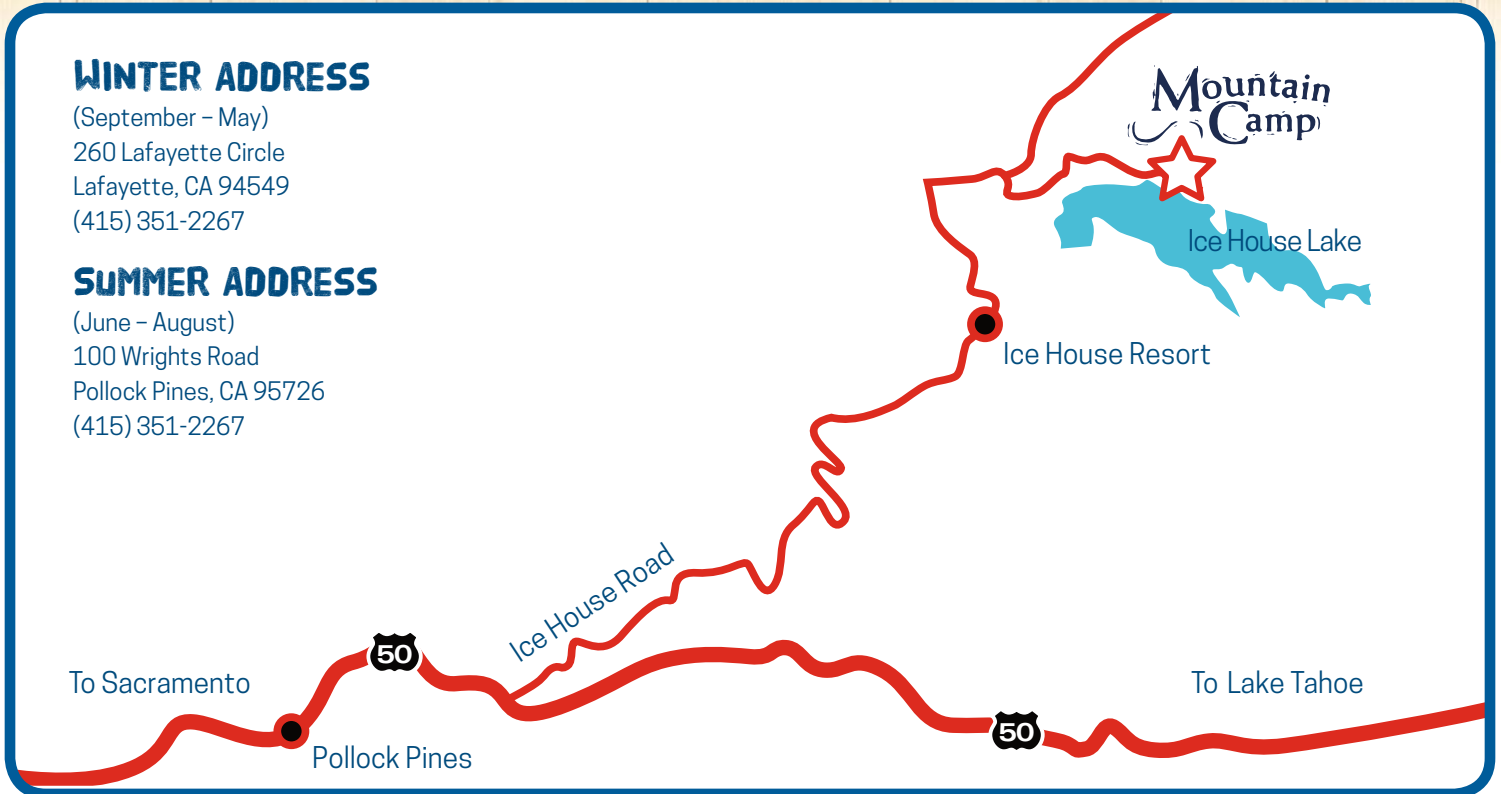 WINTER ADDRESS
(September – May)
260 Lafayette Circle
Lafayette, CA 94549
(415) 351-2267
SUMMER ADDRESS
(June – August)
100 Wrights Road
Pollock Pines, CA 95726
(415) 351-2267
Mountain
Camp
Ice House Lake
Ice House Resort
Ice House Road
50
To Sacramento
To Lake Tahoe
50
Pollock Pines